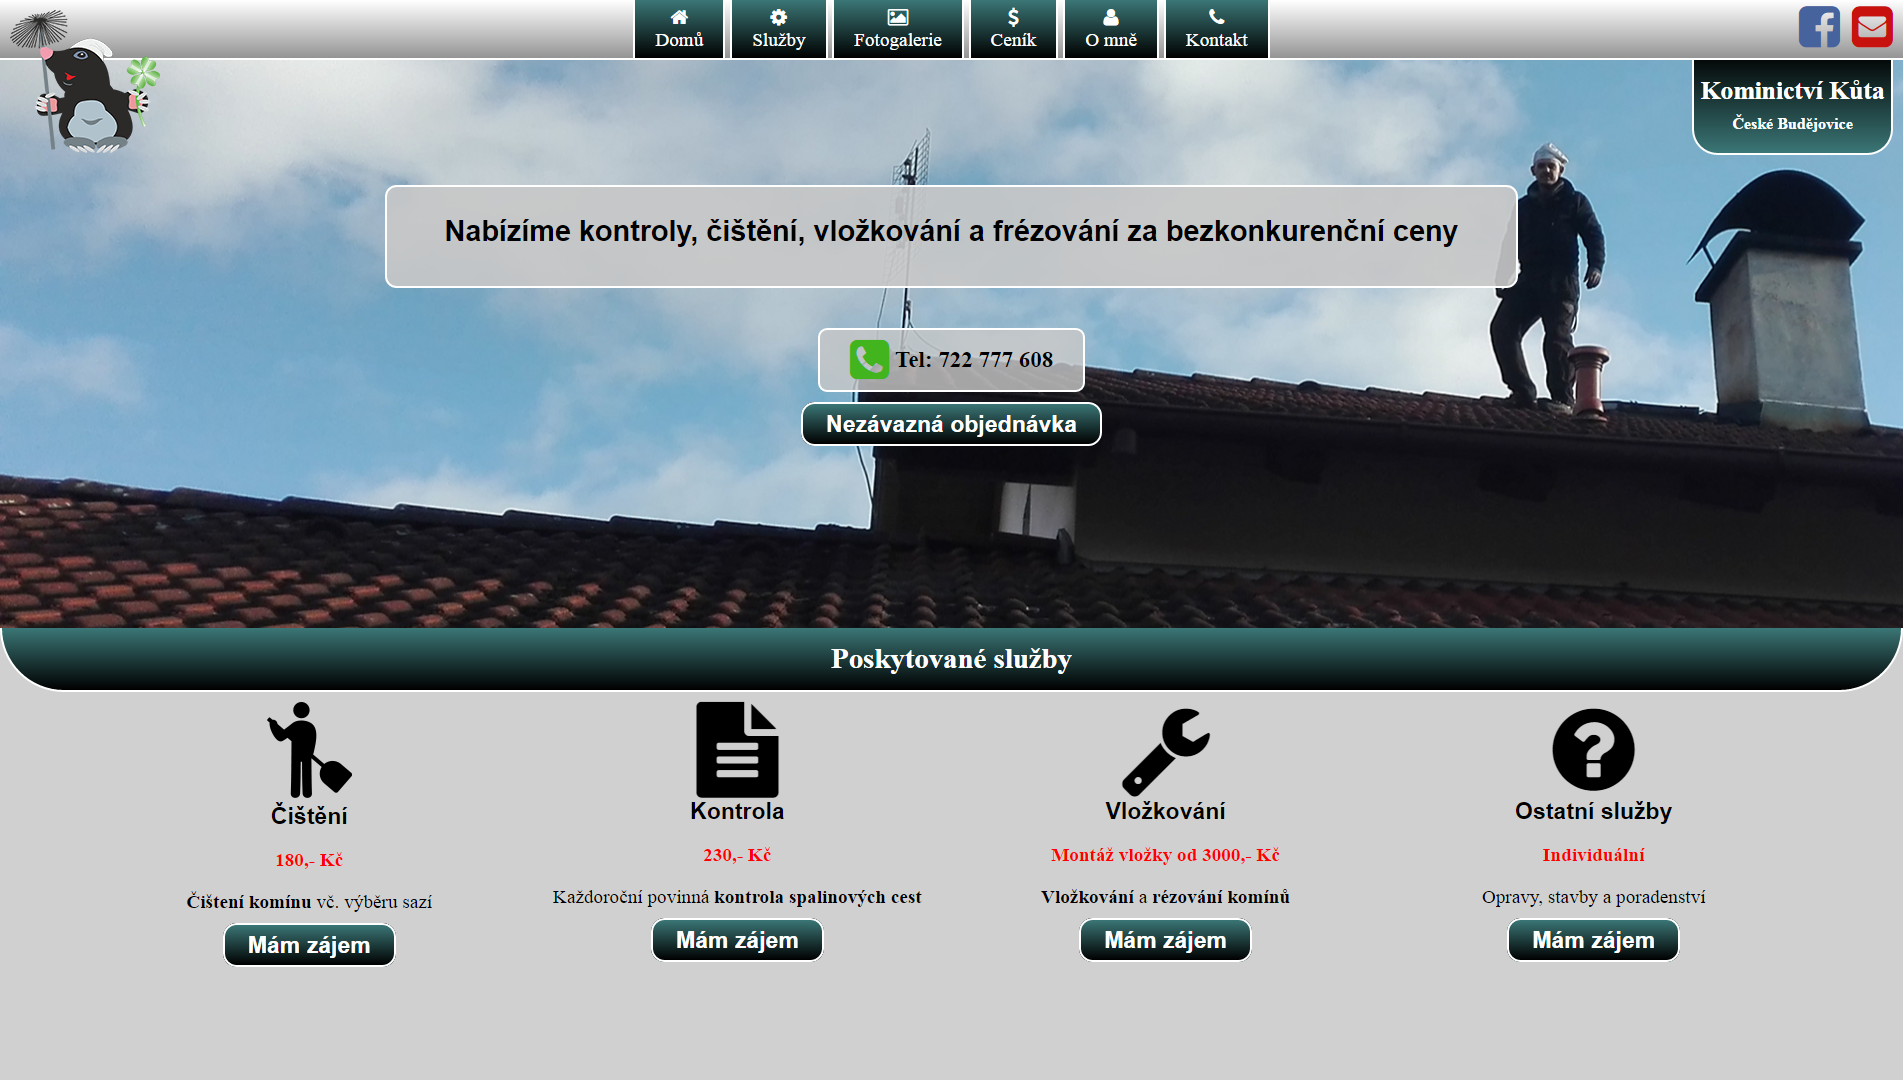 Domů
Služby
Fotogalerie
Ceník
O mně
Kontakt
Kominictví Kůta
České Budějovice
Nabízíme kontroly, čištění, vložkování a frézování za bezkonkurenční ceny
Tel: 722 777 608
Nezávazná objednávka
Poskytované služby
Čištění
180,- Kč
Čištení komínu vč. výběru sazí
Mám zájem
Kontrola
230,- Kč
Každoroční povinná kontrola spalinových cest
Mám zájem
Vložkování
Montáž vložky od 3000,- Kč
Vložkování a rézování komínů
Mám zájem
Ostatní služby
Individuální
Opravy, stavby a poradenství
Mám zájem